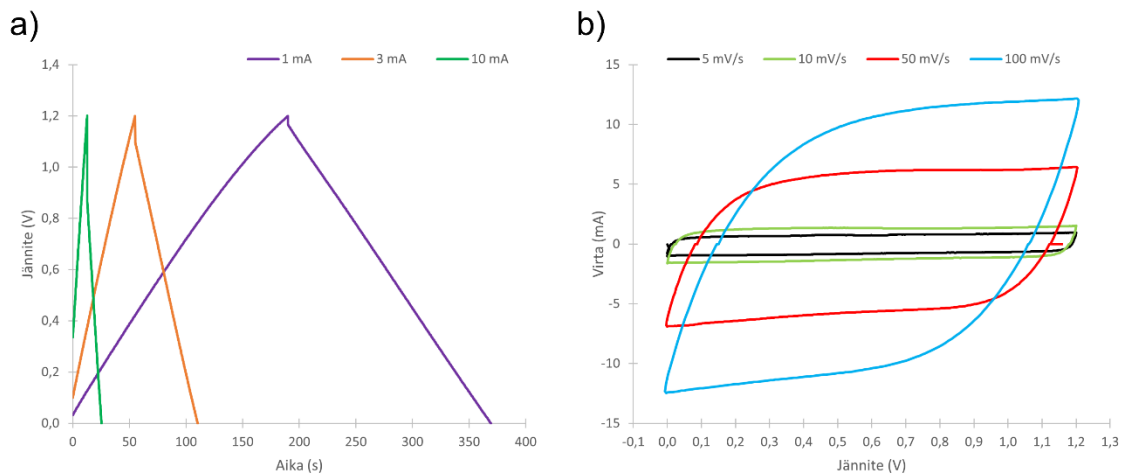 a)
1 mA 3 mA 10 mA
1,4
1,2
1,0
0,8
0,6
0,4
0,2
0,0
Jännite (V)
0 50 100 150 200 250 300 350 400
Aika (s)
b)
5 mV/s 10 mV/s 50 mV/s 100 mV/s
15
10
5
0
-5
-10
-15
Virta (mA)
-0,1 0,0 0,1 0,2 0,3 0,4 0,5 0,6 0,7 0,8 0,9 1,0 1,1 1,2 1,3
Jännite (V)